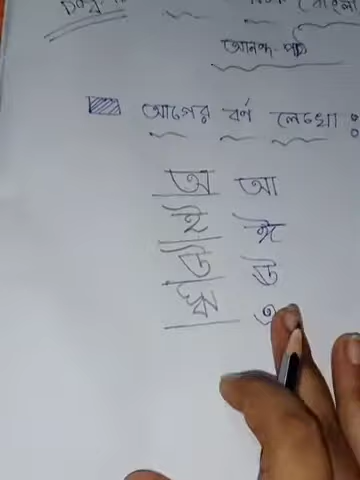 আনন্দ-পাঠ
আগের বর্ণ লেখো :
অ আ
ই ঈ
উ ঊ
ঋ